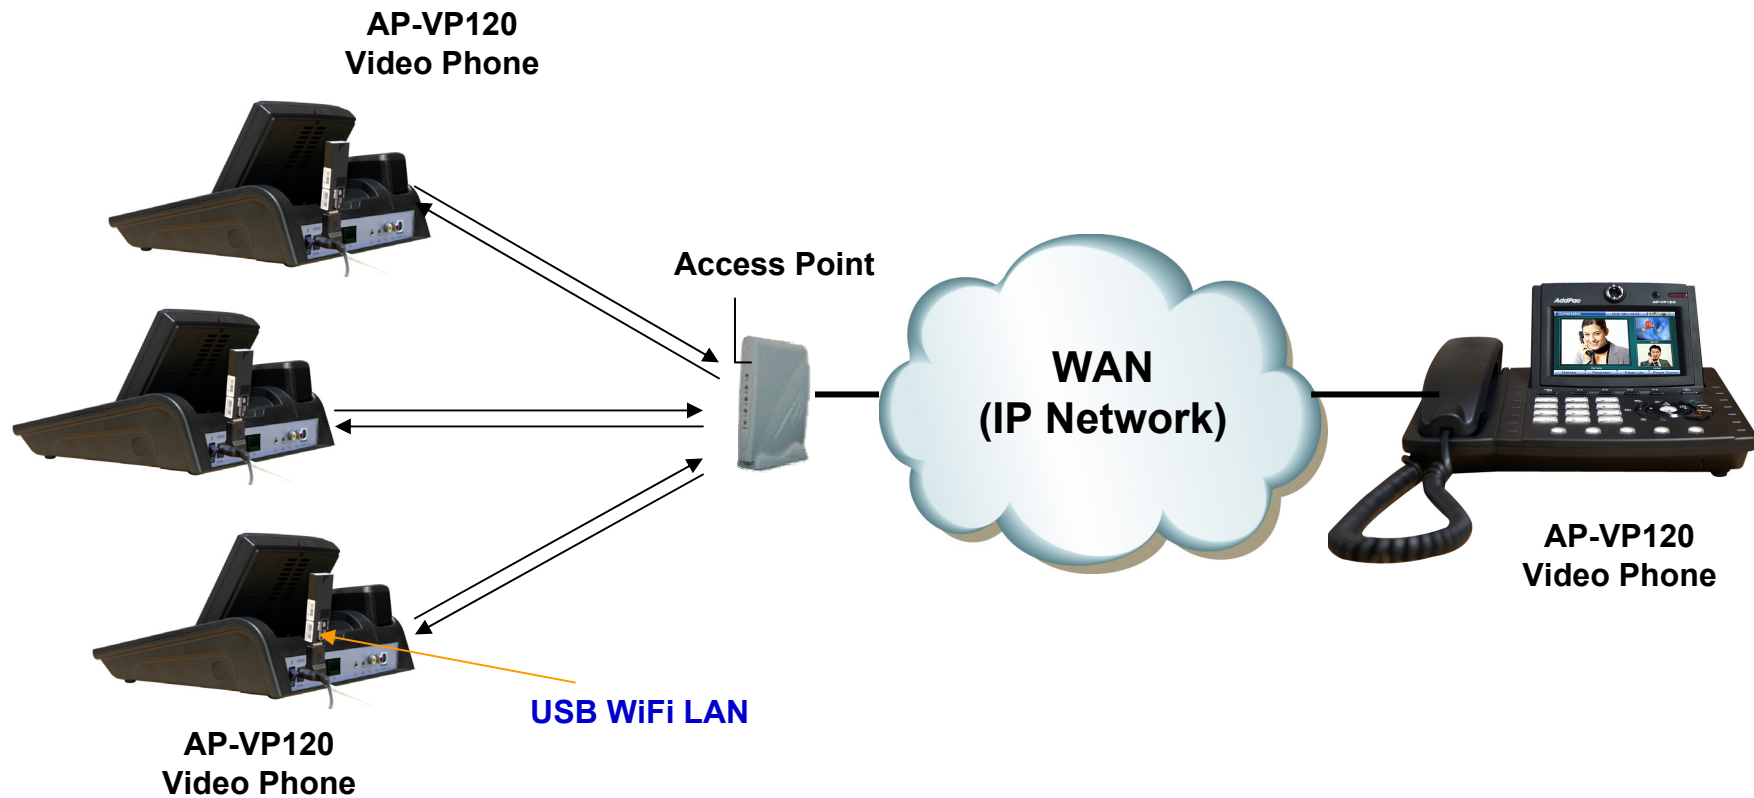 AP-VP120
Video Phone
Access Point
WAN
(IP Network)
AddPac
AP-VP120
Video Phone
USB WiFi LAN
AP-VP120
Video Phone